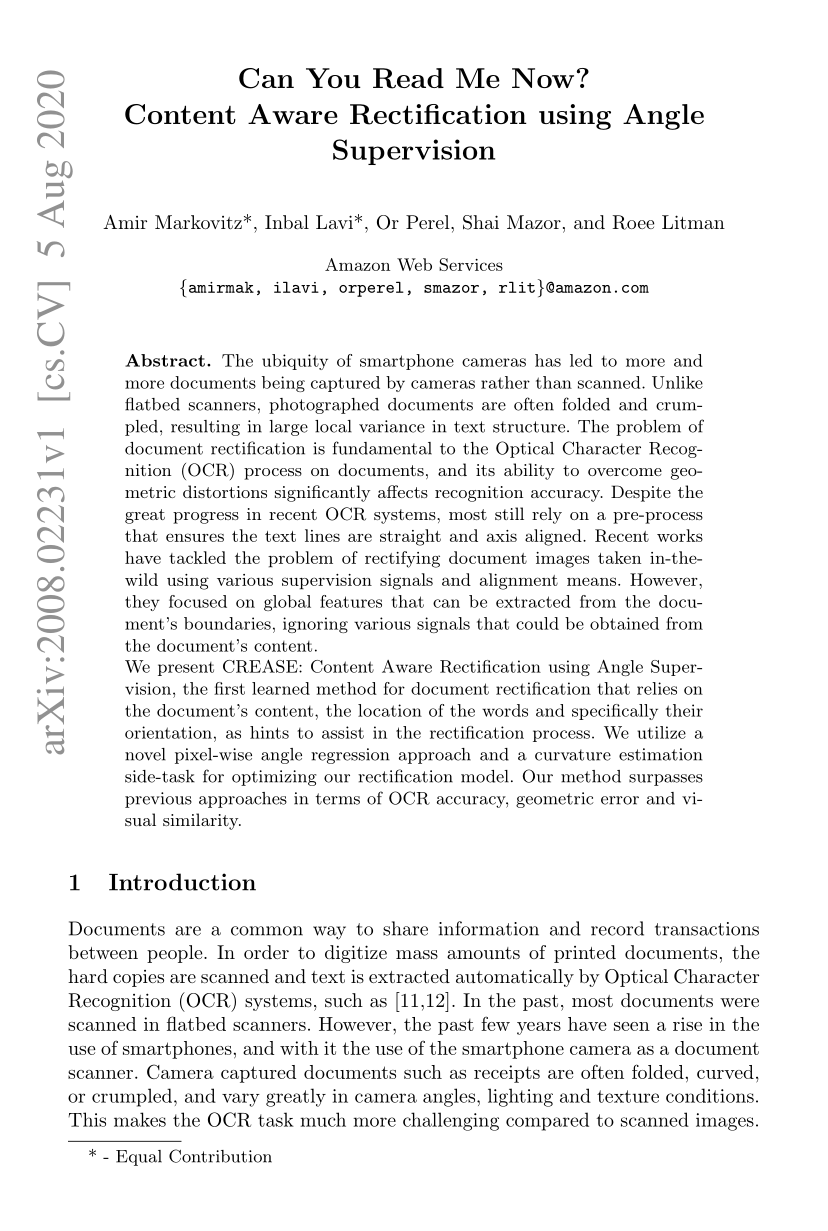 arXiv:2008.02231v1 [cs.CV] 5 Aug 2020
Can You Read Me Now?
Content Aware Rectification using Angle
Supervision
Amir Markovitz*, Inbal Lavi*, Or Perel, Shai Mazor, and Roee Litman
Amazon Web Services
{amirmak, ilavi, orperel, smazor, rlit}@amazon.com
Abstract. The ubiquity of smartphone cameras has led to more and
more documents being captured by cameras rather than scanned. Unlike
flatbed scanners, photographed documents are often folded and crum-
pled, resulting in large local variance in text structure. The problem of
document rectification is fundamental to the Optical Character Recog-
nition (OCR) process on documents, and its ability to overcome geo-
metric distortions significantly affects recognition accuracy. Despite the
great progress in recent OCR systems, most still rely on a pre-process
that ensures the text lines are straight and axis aligned. Recent works
have tackled the problem of rectifying document images taken in-the-
wild using various supervision signals and alignment means. However,
they focused on global features that can be extracted from the docu-
ment's boundaries, ignoring various signals that could be obtained from
the document's content.
We present CREASE: Content Aware Rectification using Angle Super-
vision, the first learned method for document rectification that relies on
the document's content, the location of the words and specifically their
orientation, as hints to assist in the rectification process. We utilize a
novel pixel-wise angle regression approach and a curvature estimation
side-task for optimizing our rectification model. Our method surpasses
previous approaches in terms of OCR accuracy, geometric error and vi-
sual similarity.
1 Introduction
Documents are a common way to share information and record transactions
between people. In order to digitize mass amounts of printed documents, the
hard copies are scanned and text is extracted automatically by Optical Character
Recognition (OCR) systems, such as [11,12]. In the past, most documents were
scanned in flatbed scanners. However, the past few years have seen a rise in the
use of smartphones, and with it the use of the smartphone camera as a document
scanner. Camera captured documents such as receipts are often folded, curved,
or crumpled, and vary greatly in camera angles, lighting and texture conditions.
This makes the OCR task much more challenging compared to scanned images.
* - Equal Contribution